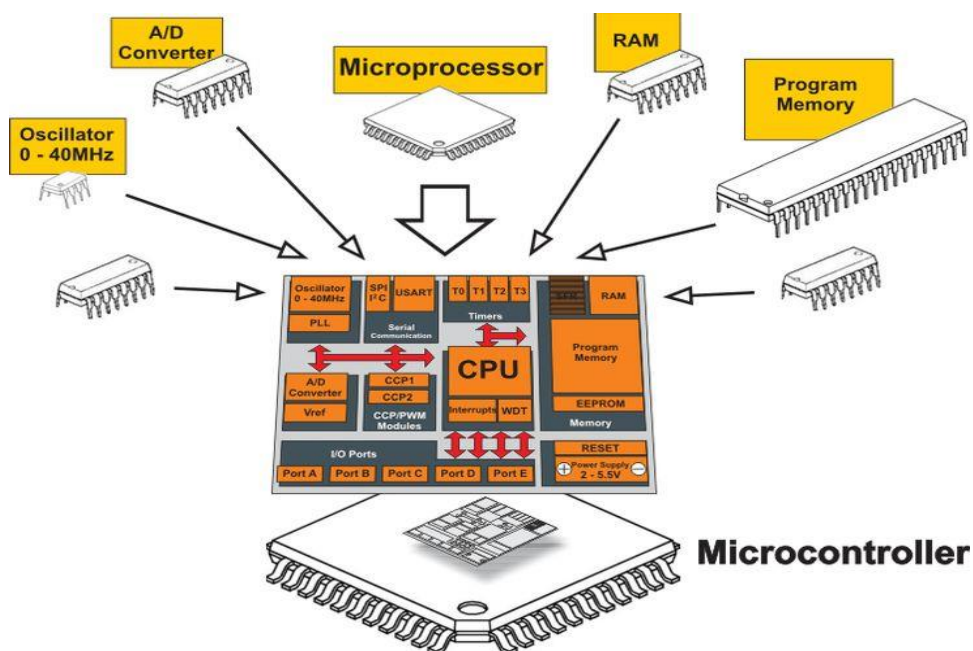 A/D
Converter
Microprocessor
RAM
Program
Memory
Oscillator
0 - 40MHz
Oscillator
0 - 40MHz
PLL
SPI
I²C
USART
Serial
Communication
T0 T1 T2 T3
Timers
RAM
Program
Memory
EEPROM
Memory
A/D
Converter
Vref
CCP1
CCP2
CCP/PWM
Modules
CPU
Interrupts WDT
I/O Ports
Port A Port B Port C Port D Port E
RESET
+ Power Supply −
2 - 5.5V
Microcontroller